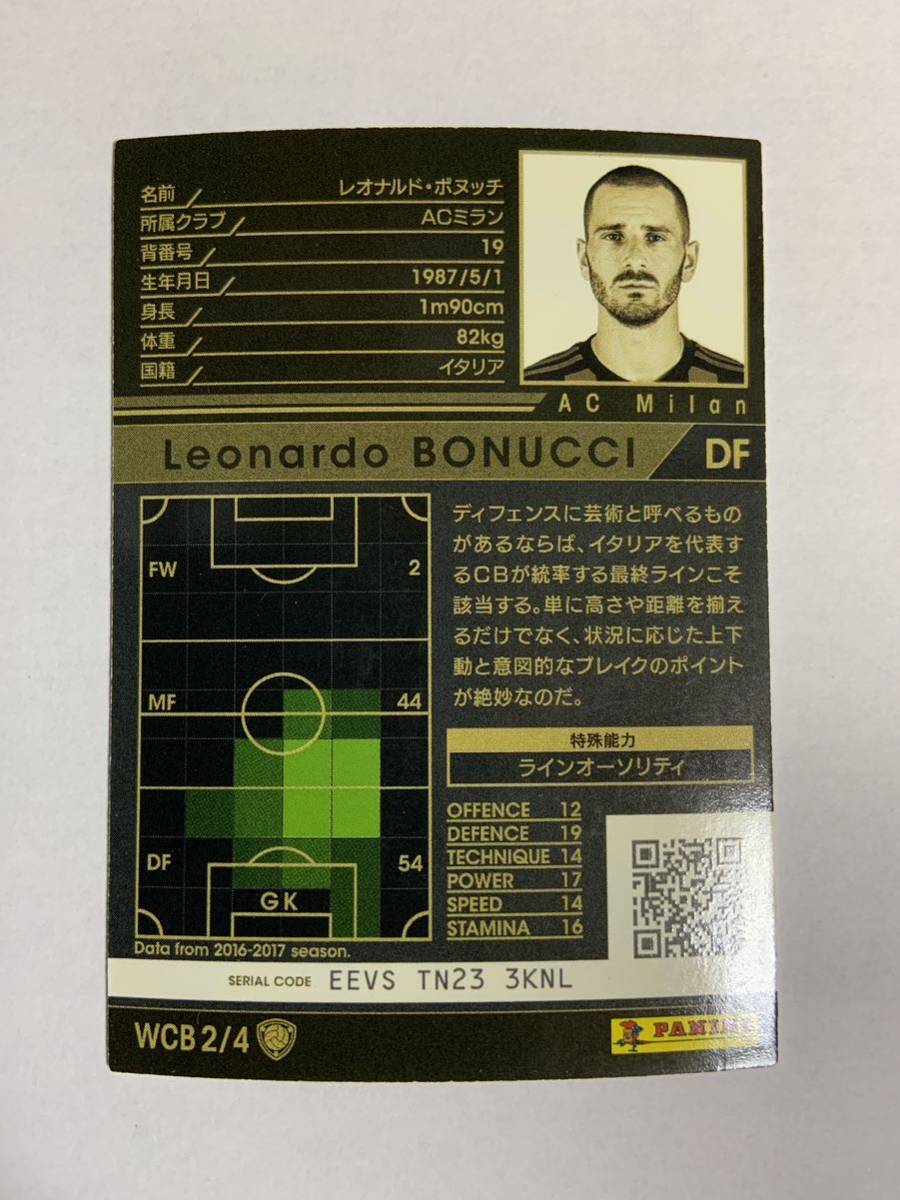 名前 レオナルド・ボヌッチ
所属クラブ ACミラン
背番号 19
生年月日 1987/5/1
身長 1m90cm
体重 82kg
国籍 イタリア
AC Milan
Leonardo BONUCCI DF
FW 2
MF 44
DF 54
GK
Data from 2016-2017 season.
ディフェンスに芸術と呼べるもの
があるならば、イタリアを代表す
るCBが統率する最終ラインこそ
該当する。単に高さや距離を揃え
るだけでなく、状況に応じた上下
動と意図的なブレイクのポイント
が絶妙なのだ。
特殊能力
ラインオーソリティ
OFFENCE 12
DEFENCE 19
TECHNIQUE 14
POWER 17
SPEED 14
STAMINA 16
SERIAL CODE EEVS TN23 3KNL
WCB 2/4
PANINI